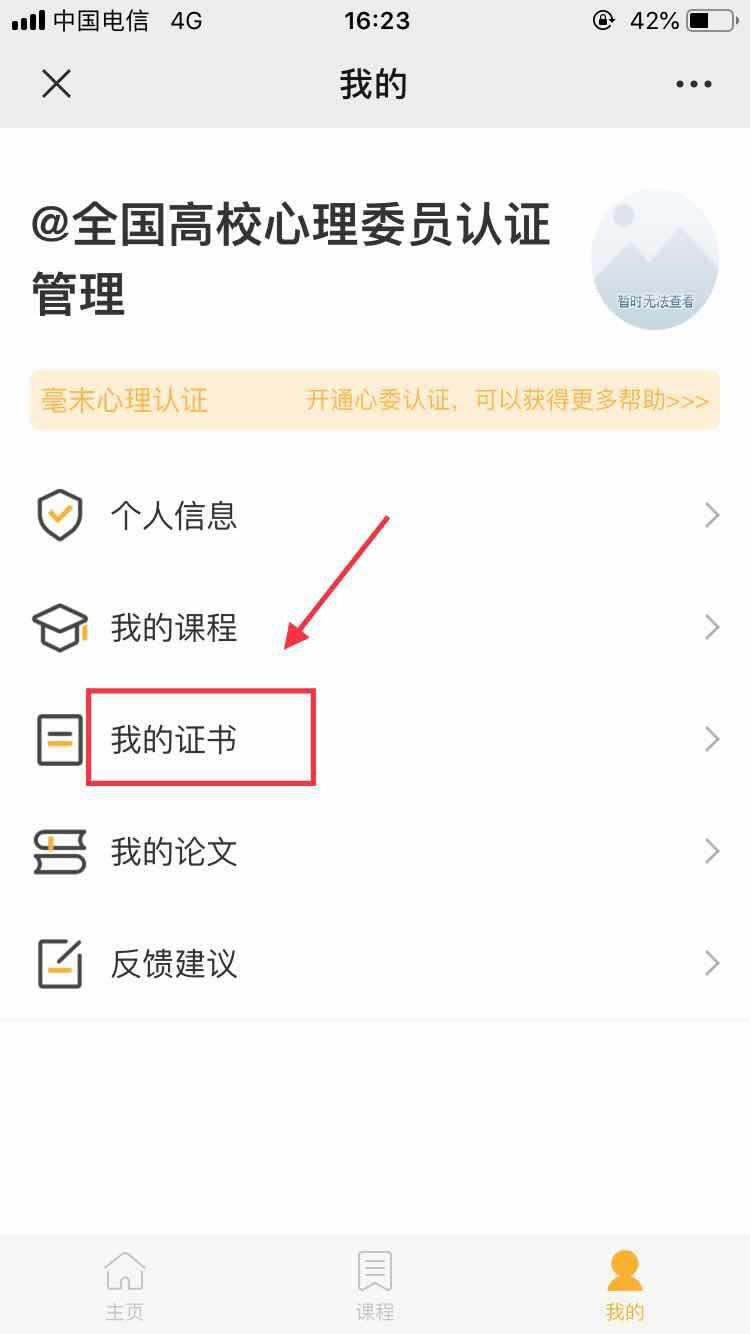 中国电信 4G 16:23 42%
我的
@全国高校心理委员认证
管理
暂时无法查看
毫末心理认证 开通心委认证，可以获得更多帮助>>>
个人信息
我的课程
我的证书
我的论文
反馈建议
主页 课程 我的